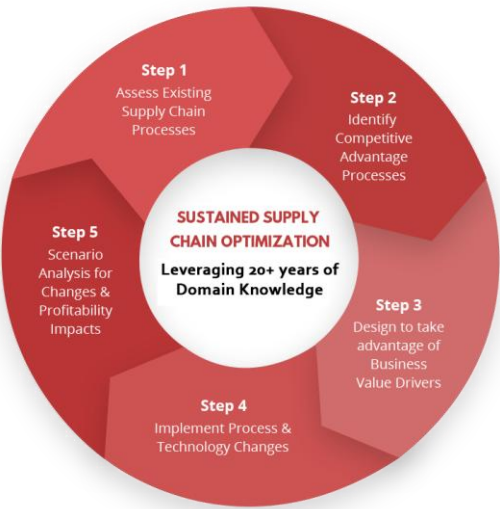 Step 1
Assess Existing
Supply Chain
Processes
Step 2
Identify
Competitive
Advantage
Processes
Step 3
Design to take
advantage of
Business
Value Drivers
Step 4
Implement Process &
Technology Changes
Step 5
Scenario
Analysis for
Changes &
Profitability
Impacts
SUSTAINED SUPPLY
CHAIN OPTIMIZATION
Leveraging 20+ years of
Domain Knowledge